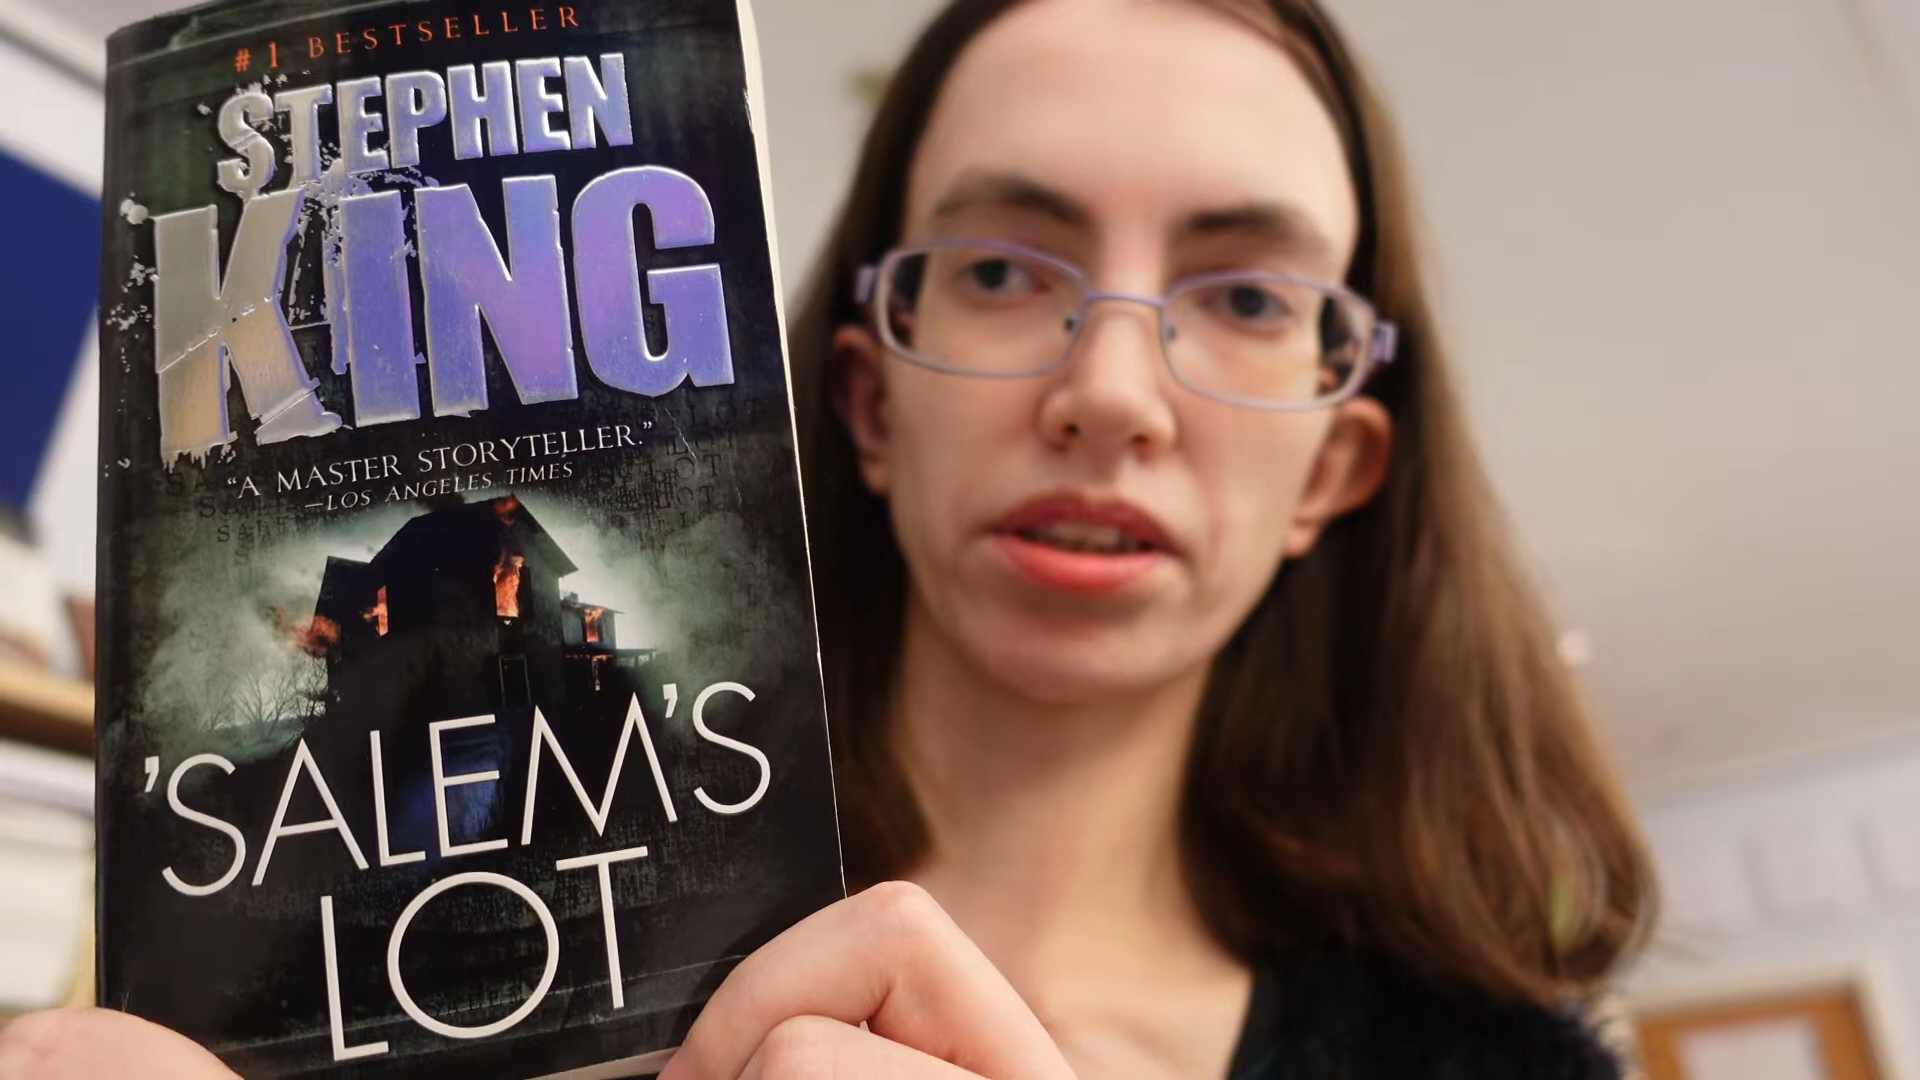 #1 BESTSELLER
STEPHEN
KING
“A MASTER STORYTELLER.”
—LOS ANGELES TIMES
’SALEM’S
LOT